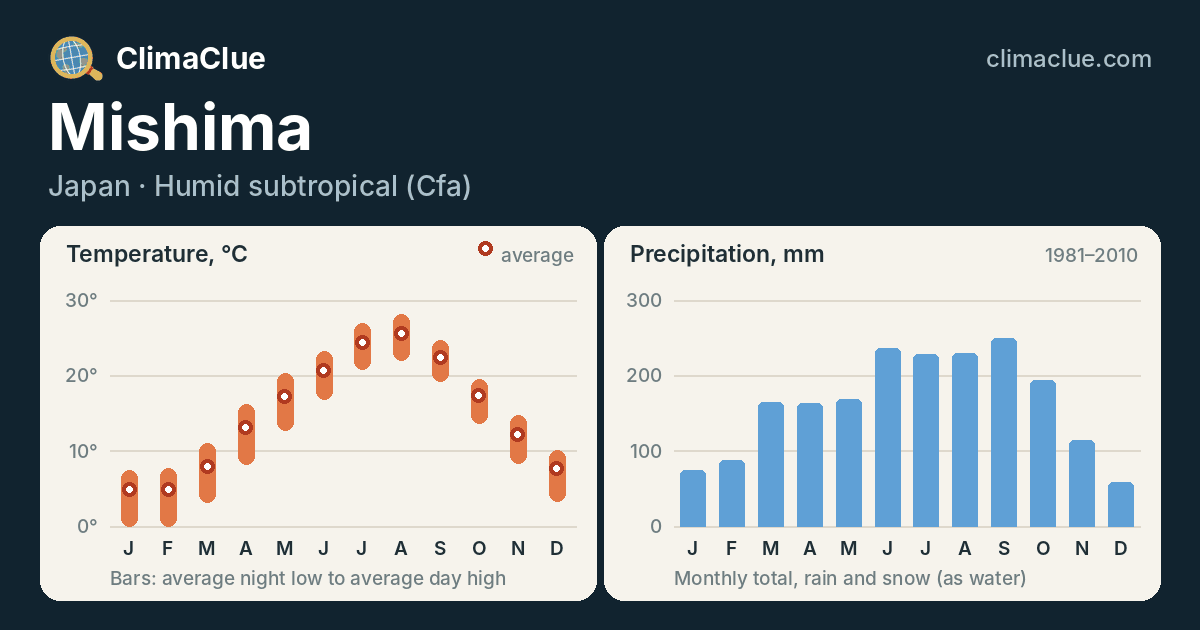 ClimaClue
climaclue.com
Mishima
Japan · Humid subtropical (Cfa)
Temperature, °C
average
30°
20°
10°
0°
J F M A M J J A S O N D
Bars: average night low to average day high
Precipitation, mm
1981–2010
300
200
100
0
J F M A M J J A S O N D
Monthly total, rain and snow (as water)